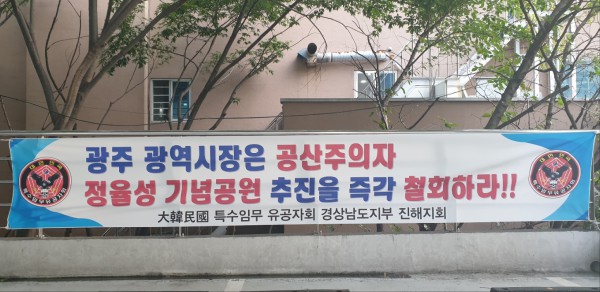 광주 광역시장은 공산주의자
정율성 기념공원 추진을 즉각 철회하라!!
大韓民國 특수임무 유공자회 경상남도지부 진해지회